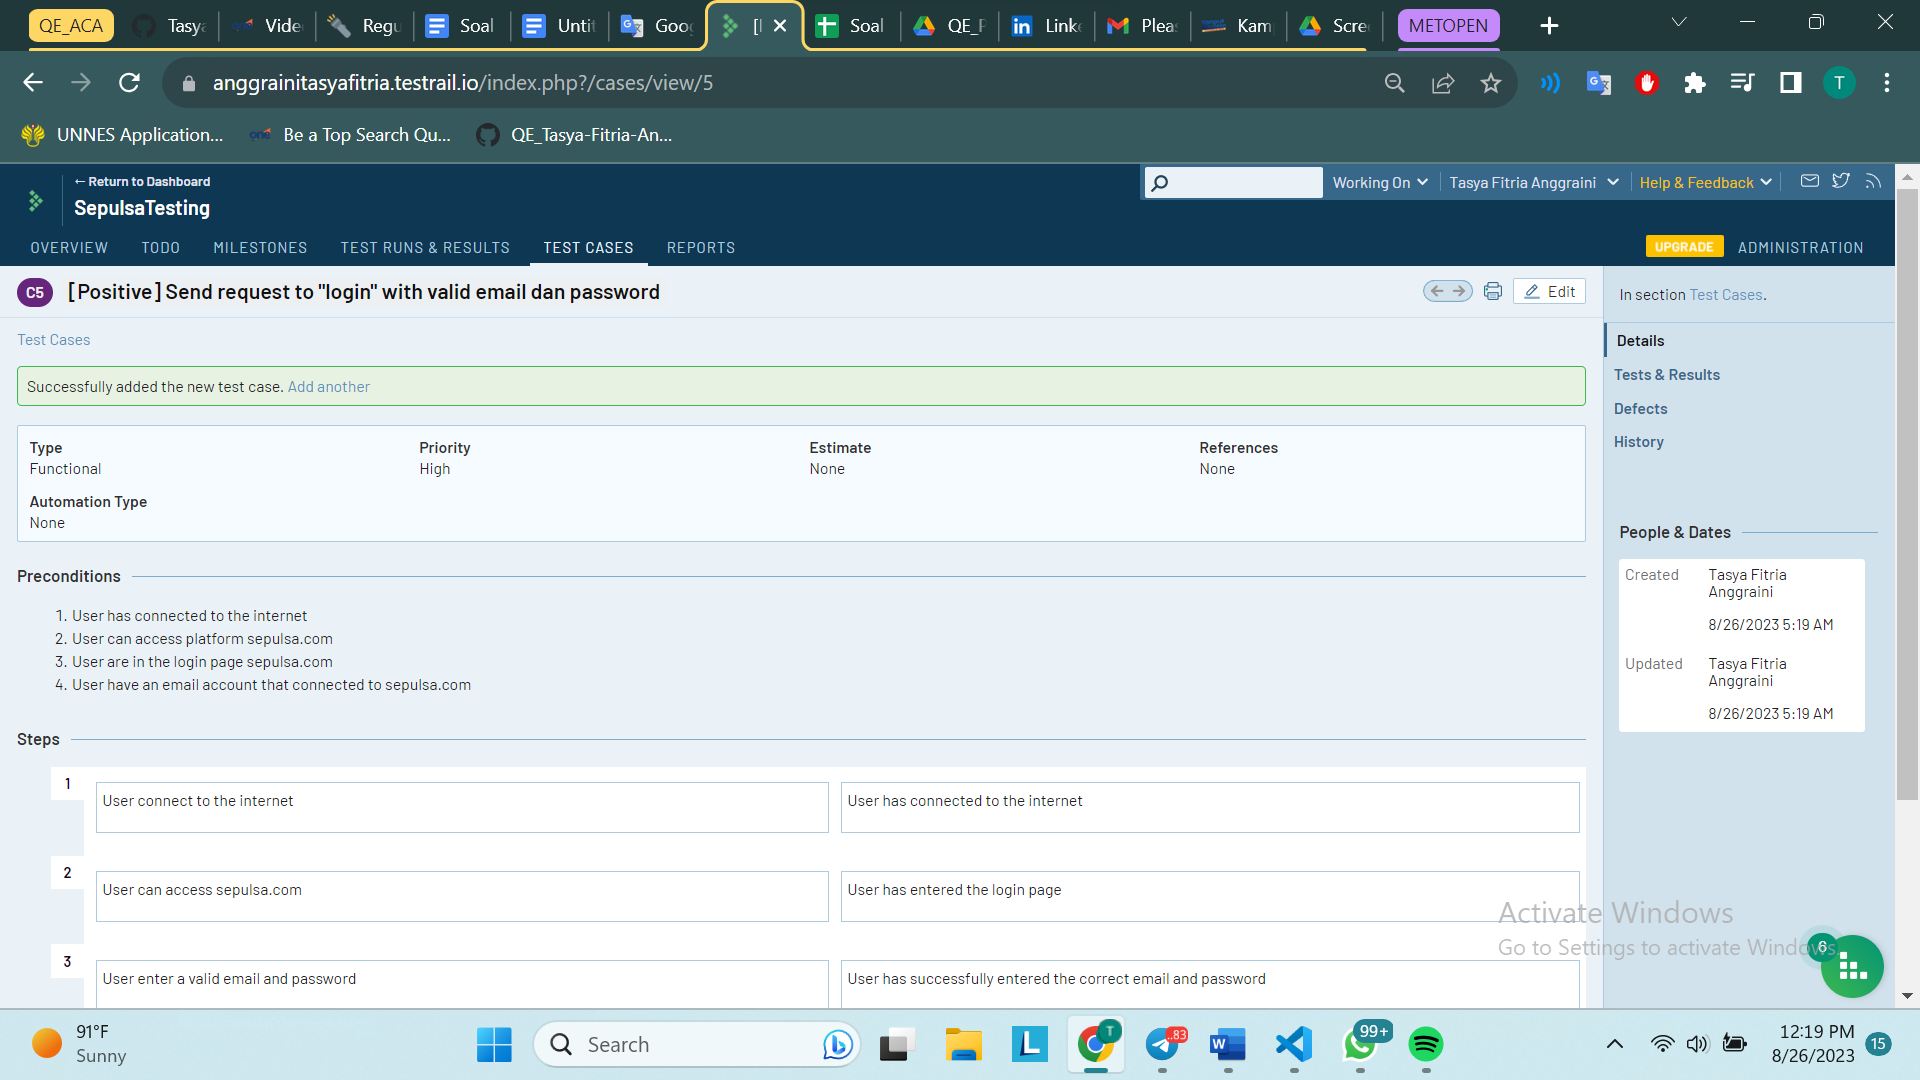 QE_ACA
Tasya
Vide
Regu
Soal
Untit
Goog
[
Soal
QE_P
Linke
Pleas
Kam
Scre
METOPEN
anggrainitasyafitria.testrail.io/index.php?/cases/view/5
T
UNNES Application...
one
Be a Top Search Qu...
QE_Tasya-Fitria-An...
← Return to Dashboard
SepulsaTesting
Working On
Tasya Fitria Anggraini
Help & Feedback
OVERVIEW
TODO
MILESTONES
TEST RUNS & RESULTS
TEST CASES
REPORTS
UPGRADE
ADMINISTRATION
C5
[Positive] Send request to "login" with valid email dan password
Edit
In section Test Cases.
Test Cases
Details
Successfully added the new test case. Add another
Tests & Results
Defects
History
Type
Functional
Priority
High
Estimate
None
References
None
Automation Type
None
People & Dates
Created
Tasya Fitria
Anggraini
8/26/2023 5:19 AM
Updated
Tasya Fitria
Anggraini
8/26/2023 5:19 AM
Preconditions
1. User has connected to the internet
2. User can access platform sepulsa.com
3. User are in the login page sepulsa.com
4. User have an email account that connected to sepulsa.com
Steps
1
User connect to the internet
User has connected to the internet
2
User can access sepulsa.com
User has entered the login page
3
User enter a valid email and password
User has successfully entered the correct email and password
Activate Windows
Go to Settings to activate Windows.
6
91°F
Sunny
Search
L
T
..83
W
99+
12:19 PM
8/26/2023
15